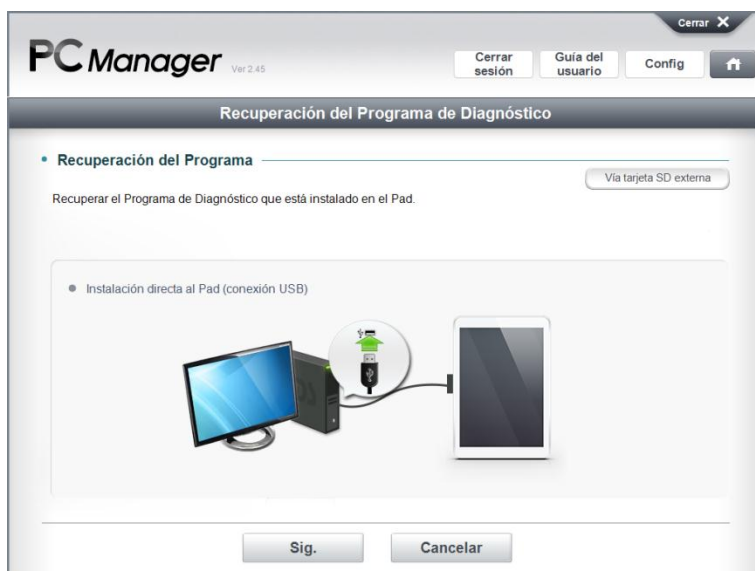 Cerrar X
PC Manager Ver 2.45
Cerrar sesión
Guía del usuario
Config
Recuperación del Programa de Diagnóstico
Recuperación del Programa
Vía tarjeta SD externa
Recuperar el Programa de Diagnóstico que está instalado en el Pad.
Instalación directa al Pad (conexión USB)
Sig.
Cancelar